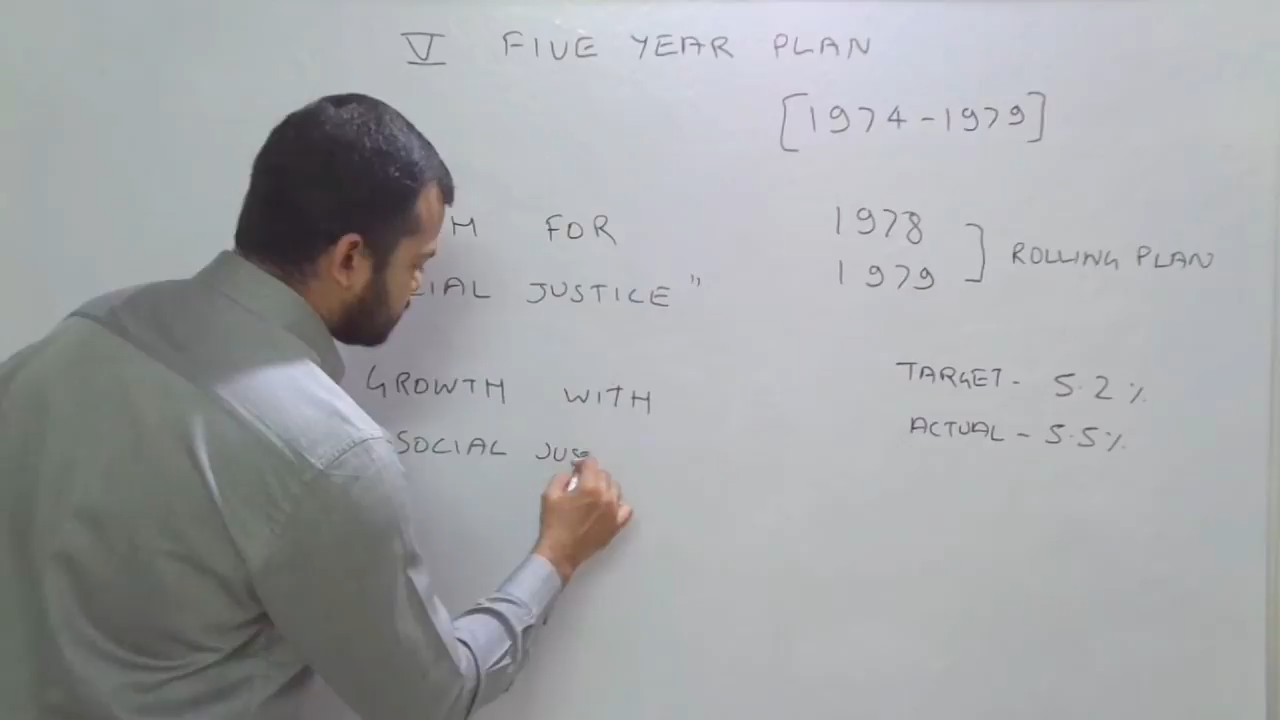 V FIVE YEAR PLAN
[1974-1979]
FOR
JUSTICE"
1978
1979 ] ROLLING PLAN
TARGET - 5.2%
ACTUAL - 5.5%
GROWTH WITH
SOCIAL JUS